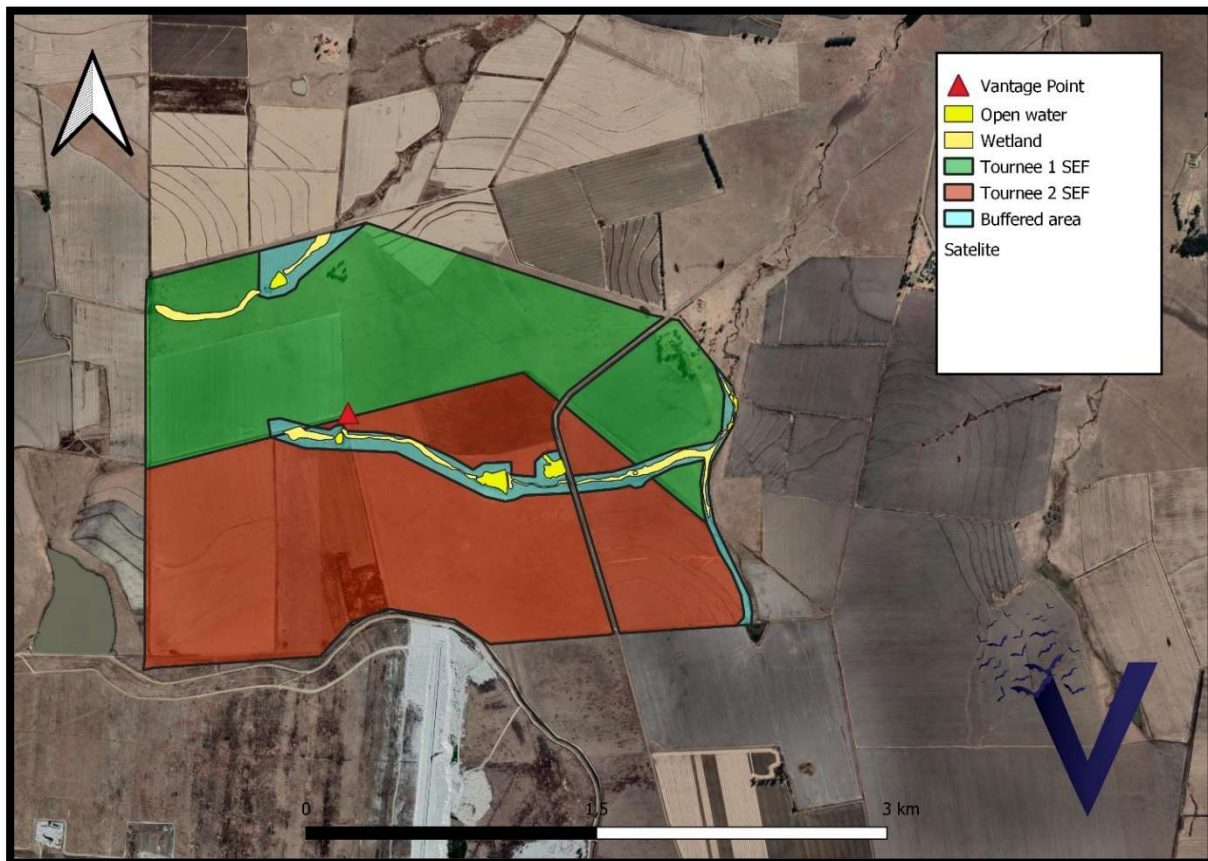 Vantage Point
Open water
Wetland
Tournee 1 SEF
Tournee 2 SEF
Buffered area
Satelite
0 1,5 3 km